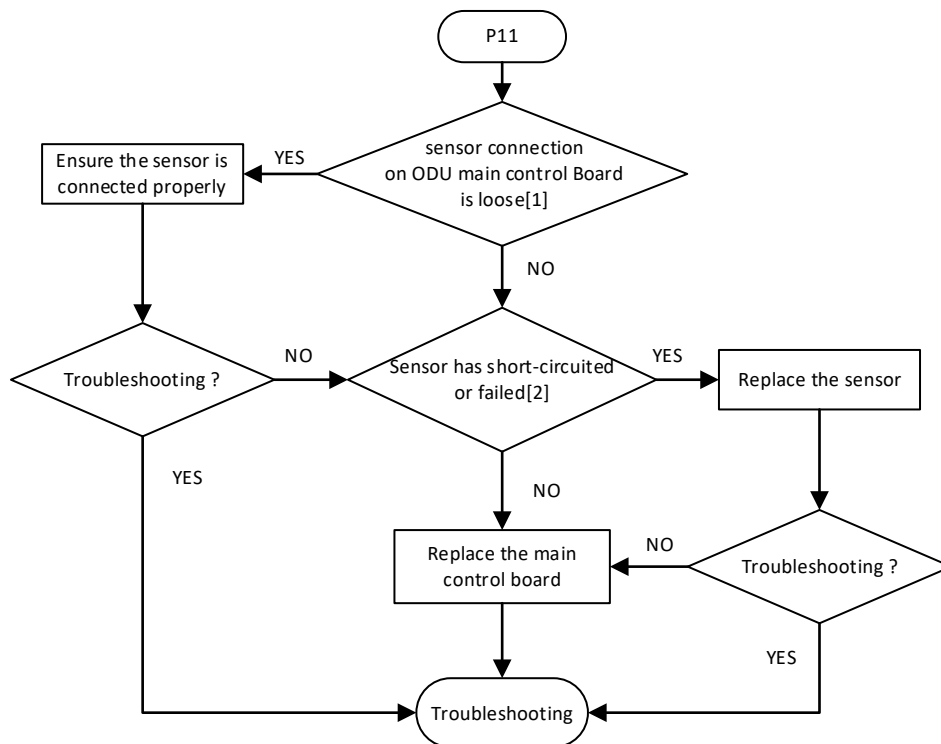 P11
sensor connection
on ODU main control Board
is loose[1]
YES
Ensure the sensor is
connected properly
NO
Troubleshooting ?
NO
Sensor has short-circuited
or failed[2]
YES
Replace the sensor
YES
NO
Replace the main
control board
NO
Troubleshooting ?
YES
Troubleshooting